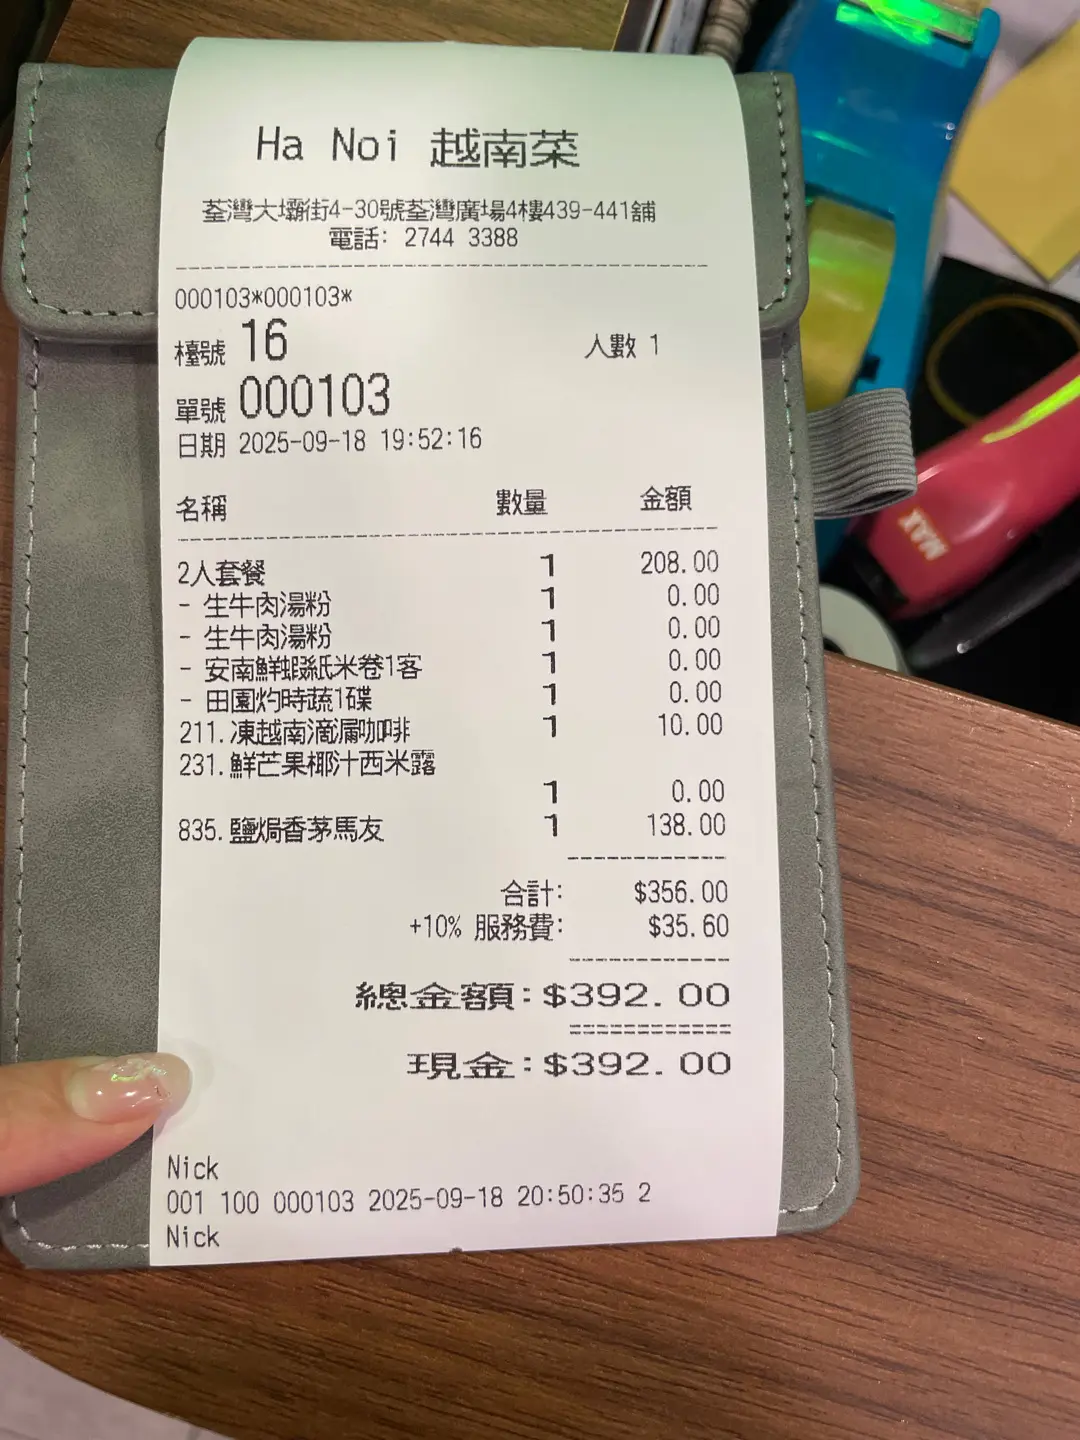 Ha Noi 越南菜
荃灣大壩街4-30號荃灣廣場4樓439-441舖
電話: 2744 3388
000103*000103*
檯號 16 人數 1
單號 000103
日期 2025-09-18 19:52:16
名稱 數量 金額
2人套餐 1 208.00
- 生牛肉湯粉 1 0.00
- 生牛肉湯粉 1 0.00
- 安南鮮蝦紙米卷1客 1 0.00
- 田園灼時蔬1碟 1 0.00
211.凍越南滴漏咖啡 1 10.00
231.鮮芒果椰汁西米露
1 0.00
835.鹽焗香茅馬友 1 138.00
合計: $356.00
+10% 服務費: $35.60
總金額:$392.00
現金:$392.00
Nick
001 100 000103 2025-09-18 20:50:35 2
Nick
MAX